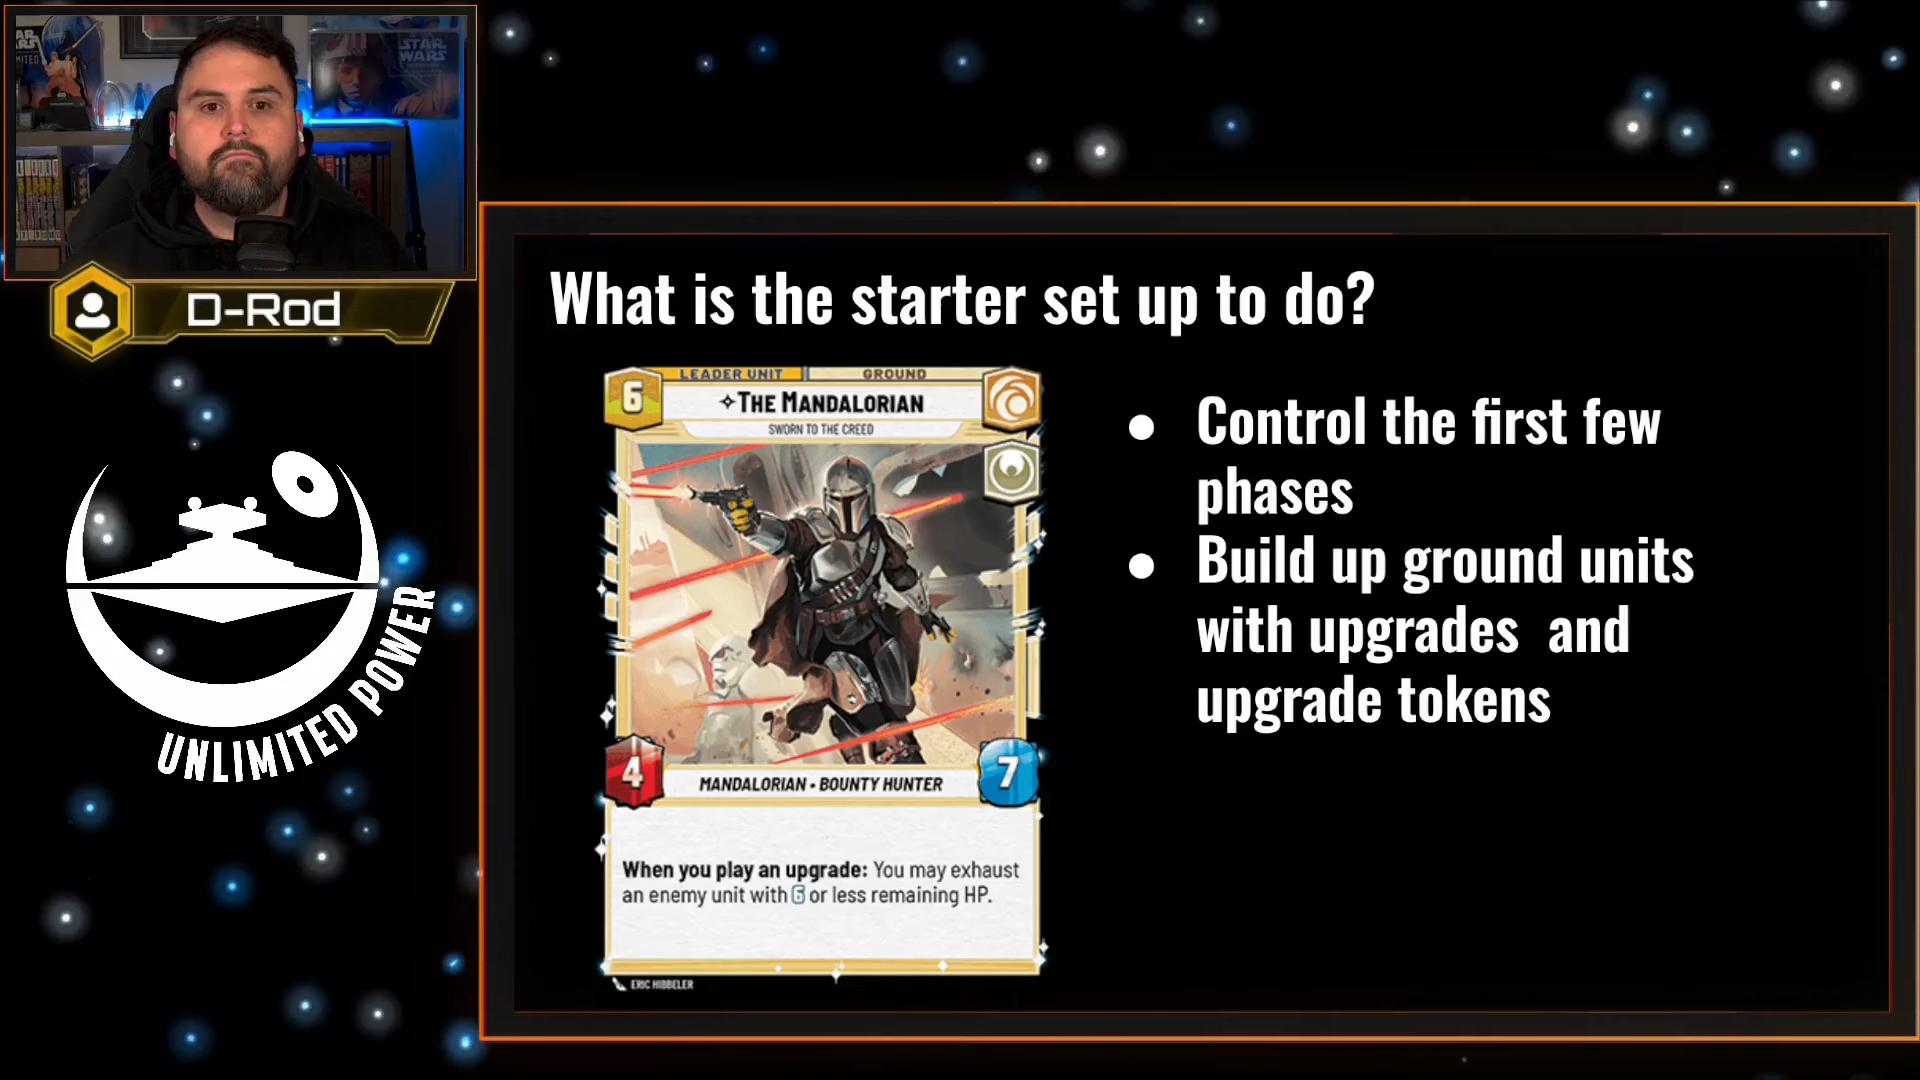 STAR
WARS
D-Rod
UNLIMITED POWER
What is the starter set up to do?
6
LEADER UNIT
GROUND
THE MANDALORIAN
SWORN TO THE CREED
4
MANDALORIAN • BOUNTY HUNTER
7
When you play an upgrade: You may exhaust
an enemy unit with 6 or less remaining HP.
ERIC HIBBELER
● Control the first few
phases
● Build up ground units
with upgrades and
upgrade tokens